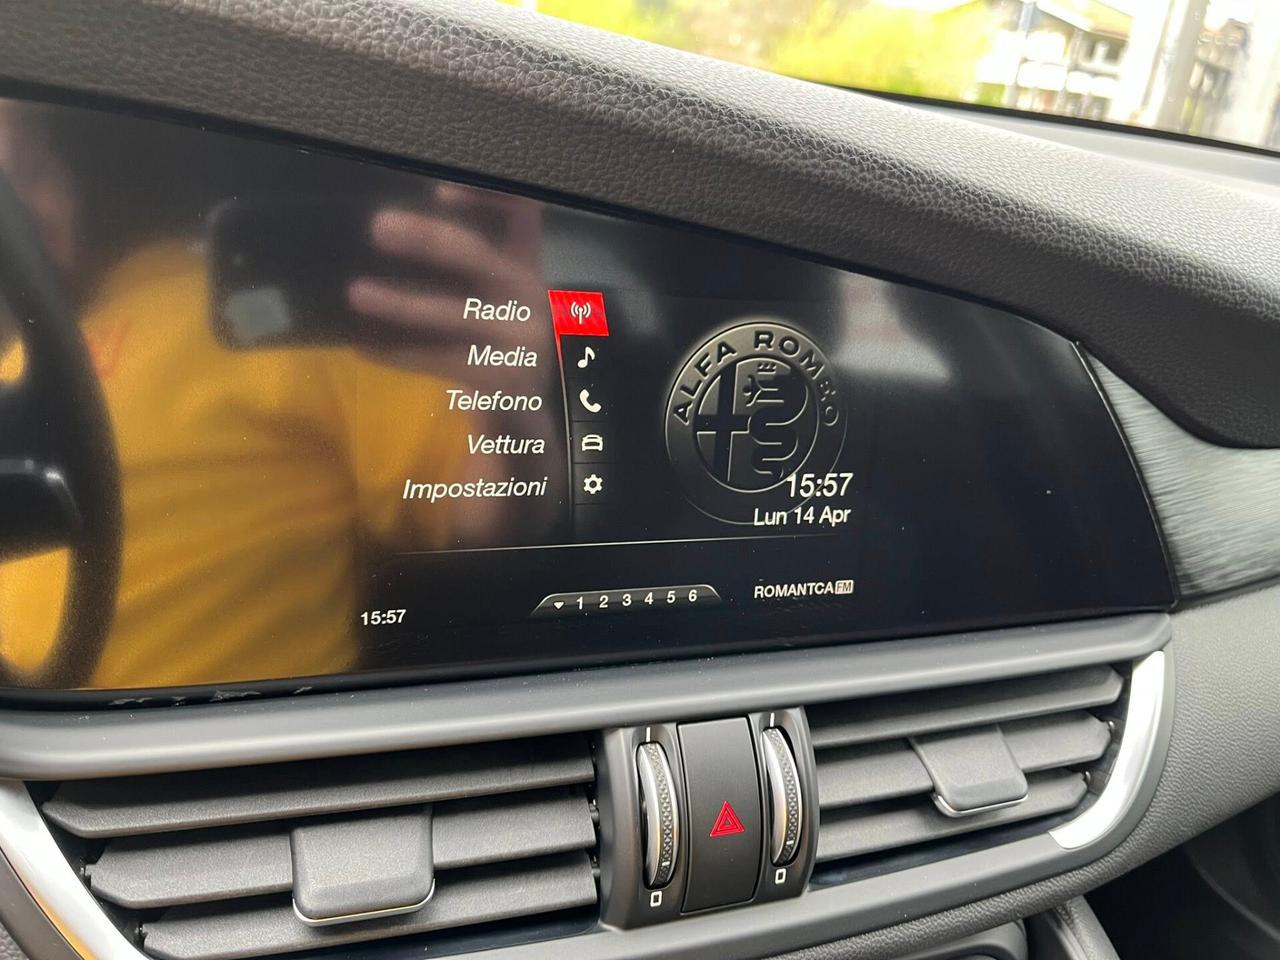 Radio
Media
Telefono
Vettura
Impostazioni
ALFA ROMEO
15:57
Lun 14 Apr
15:57
1 2 3 4 5 6
ROMANTCA FM